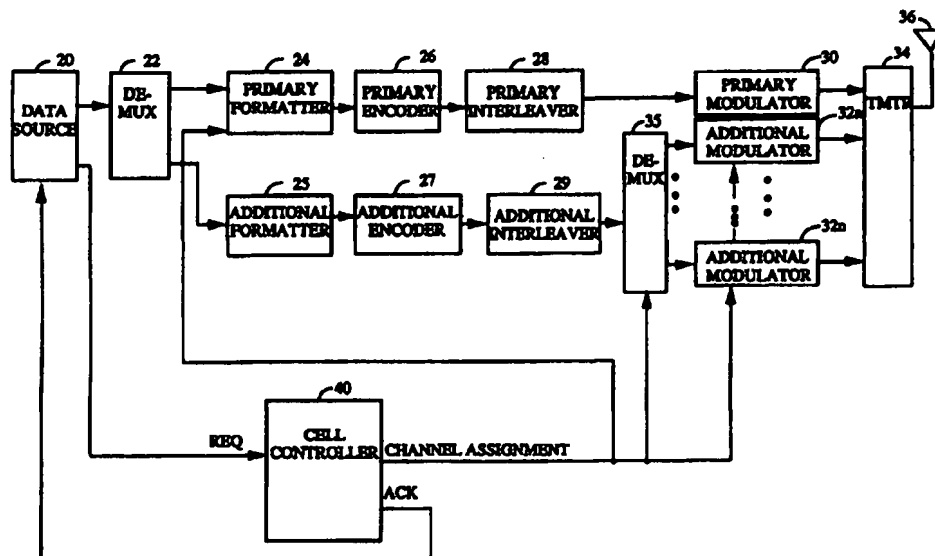 36
20
22
24
26
28
30
34
DATA
SOURCE
DE-
MUX
PRIMARY
FORMATTER
PRIMARY
ENCODER
PRIMARY
INTERLEAVER
PRIMARY
MODULATOR
TMTR
32a
35
ADDITIONAL
MODULATOR
DE-
MUX
25
27
29
ADDITIONAL
FORMATTER
ADDITIONAL
ENCODER
ADDITIONAL
INTERLEAVER
32n
ADDITIONAL
MODULATOR
40
REQ
CELL
CONTROLLER
CHANNEL ASSIGNMENT
ACK